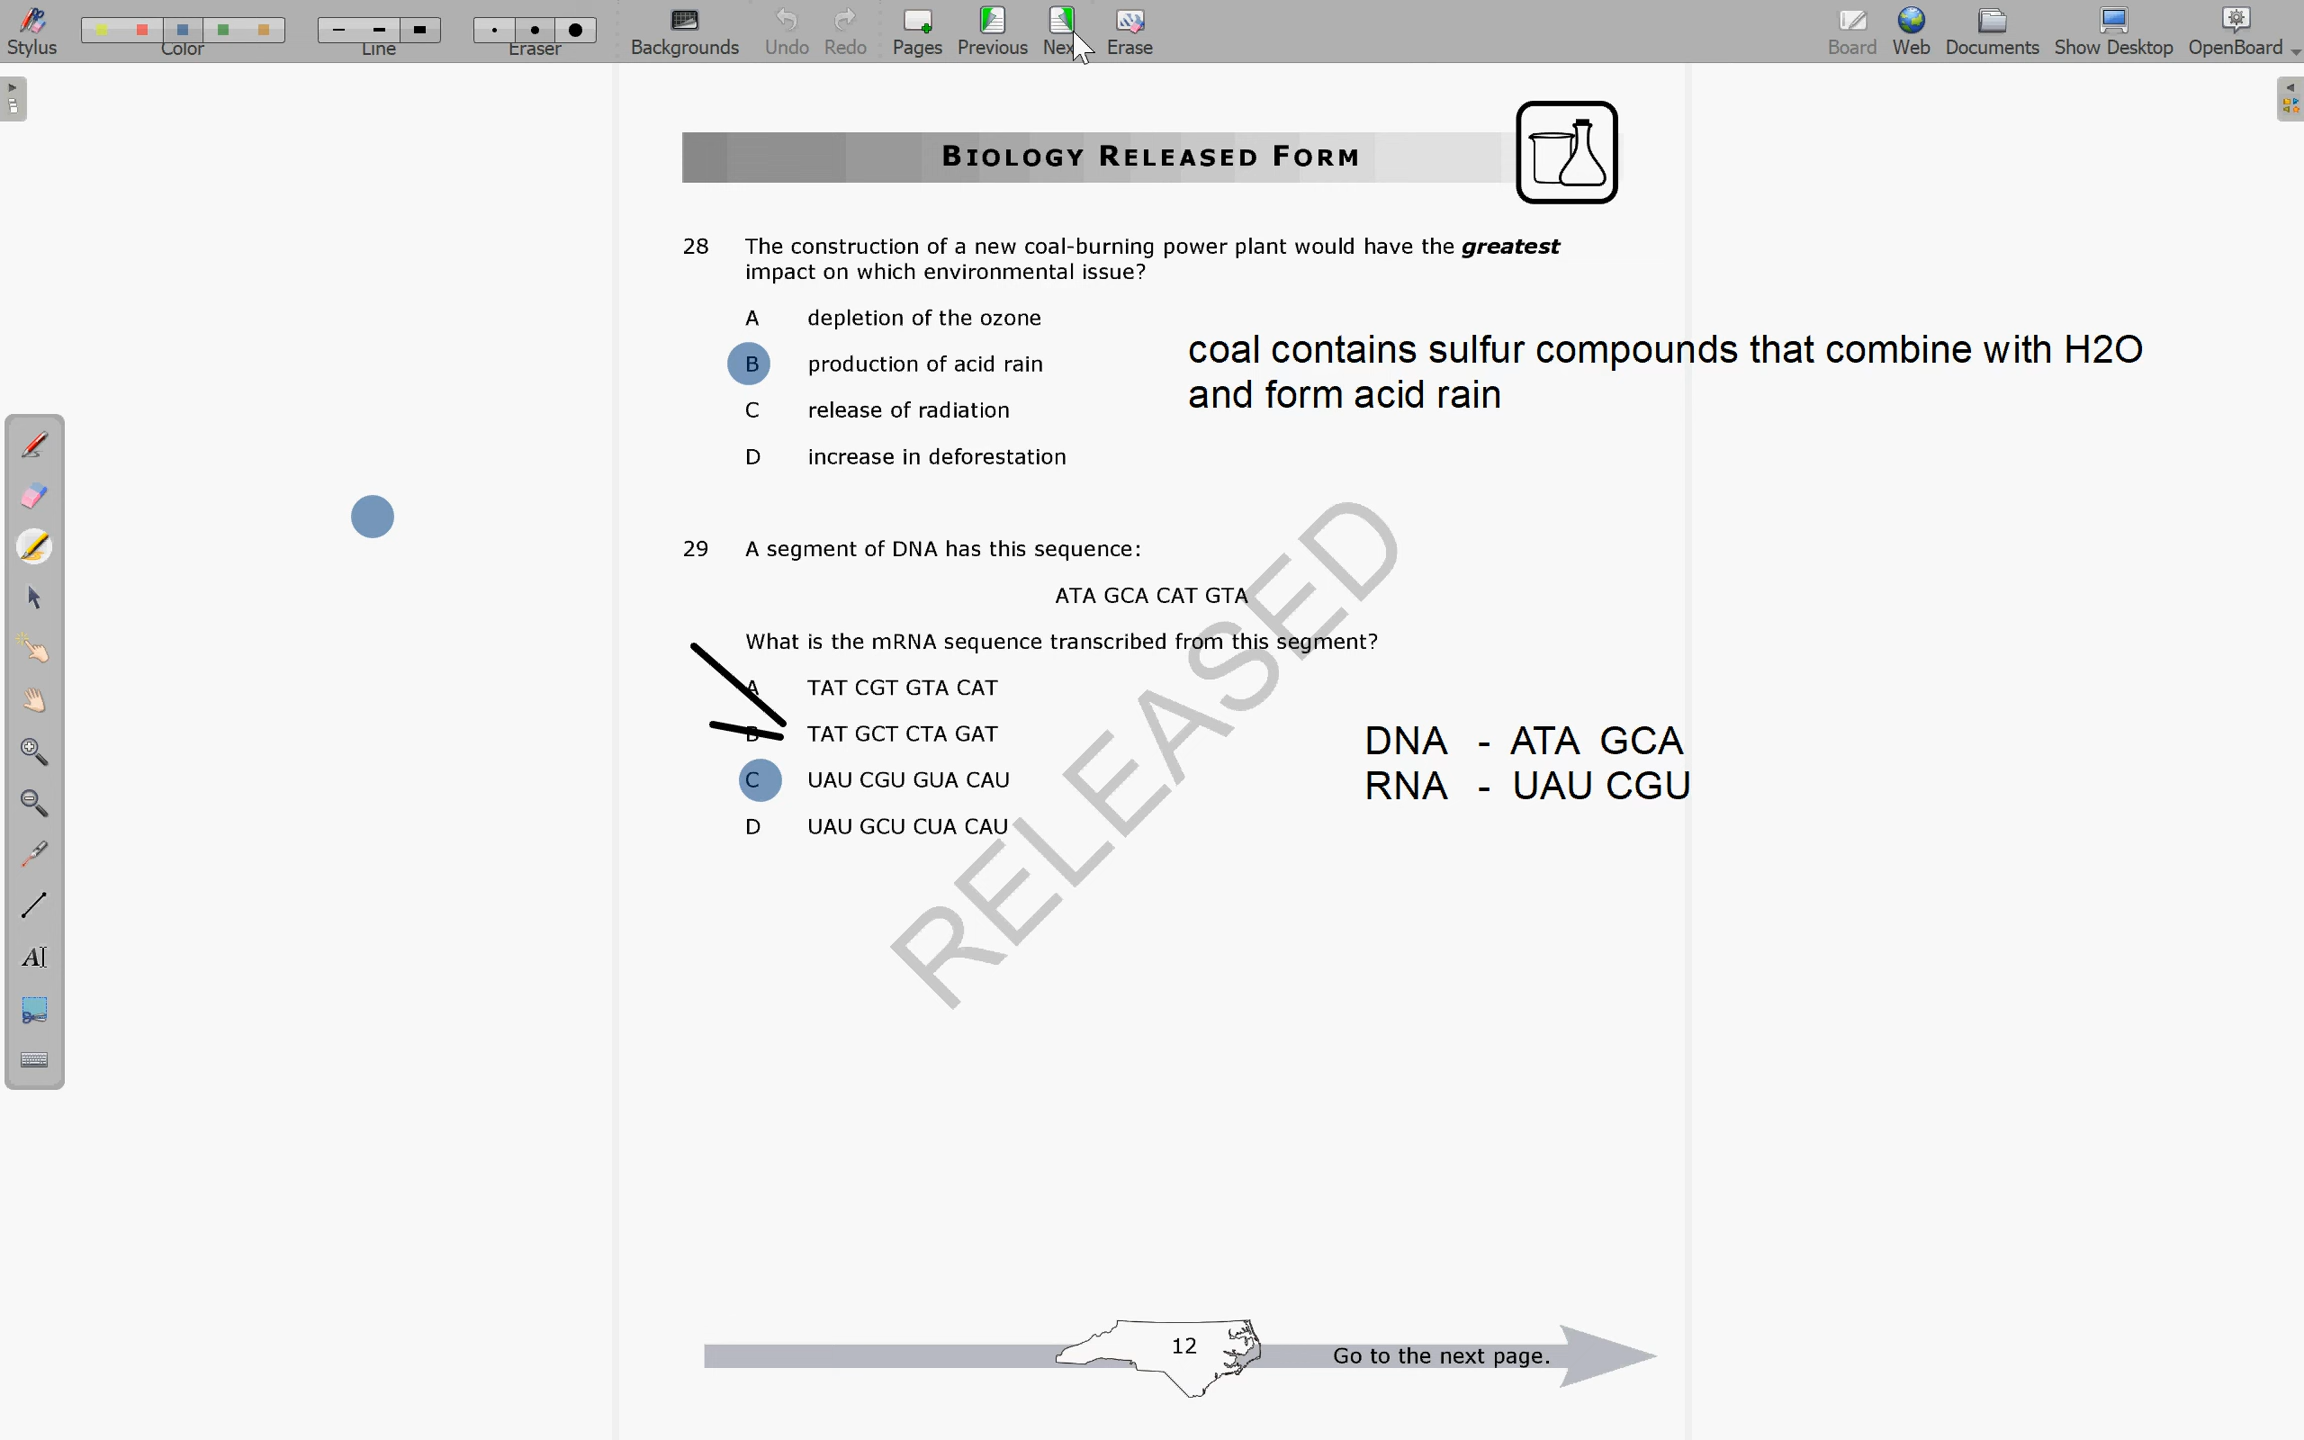 Stylus Color Line Eraser Backgrounds Undo Redo Pages Previous Next Erase Board Web Documents Show Desktop OpenBoard
BIOLOGY RELEASED FORM
28 The construction of a new coal-burning power plant would have the greatest
impact on which environmental issue?
A depletion of the ozone
B production of acid rain
C release of radiation
D increase in deforestation
coal contains sulfur compounds that combine with H2O
and form acid rain
29 A segment of DNA has this sequence:
ATA GCA CAT GTA
What is the mRNA sequence transcribed from this segment?
A TAT CGT GTA CAT
B TAT GCT CTA GAT
C UAU CGU GUA CAU
D UAU GCU CUA CAU
DNA - ATA GCA
RNA - UAU CGU
RELEASED
12
Go to the next page.